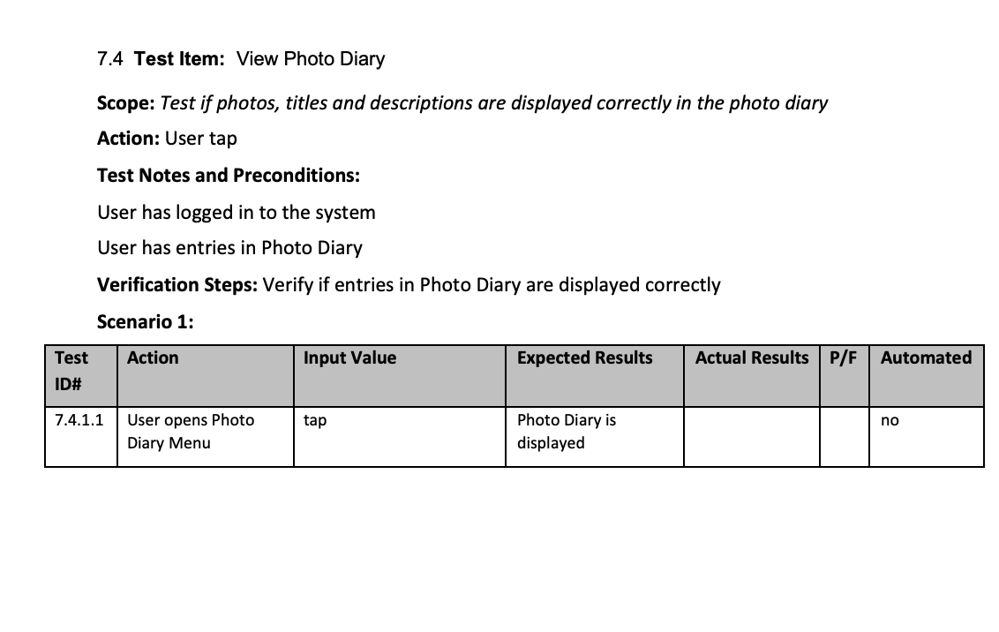 7.4 Test Item: View Photo Diary
Scope: Test if photos, titles and descriptions are displayed correctly in the photo diary
Action: User tap
Test Notes and Preconditions:
User has logged in to the system
User has entries in Photo Diary
Verification Steps: Verify if entries in Photo Diary are displayed correctly
Scenario 1:
Test Action Input Value Expected Results Actual Results P/F Automated
ID#
7.4.1.1 User opens Photo tap Photo Diary is no
Diary Menu displayed